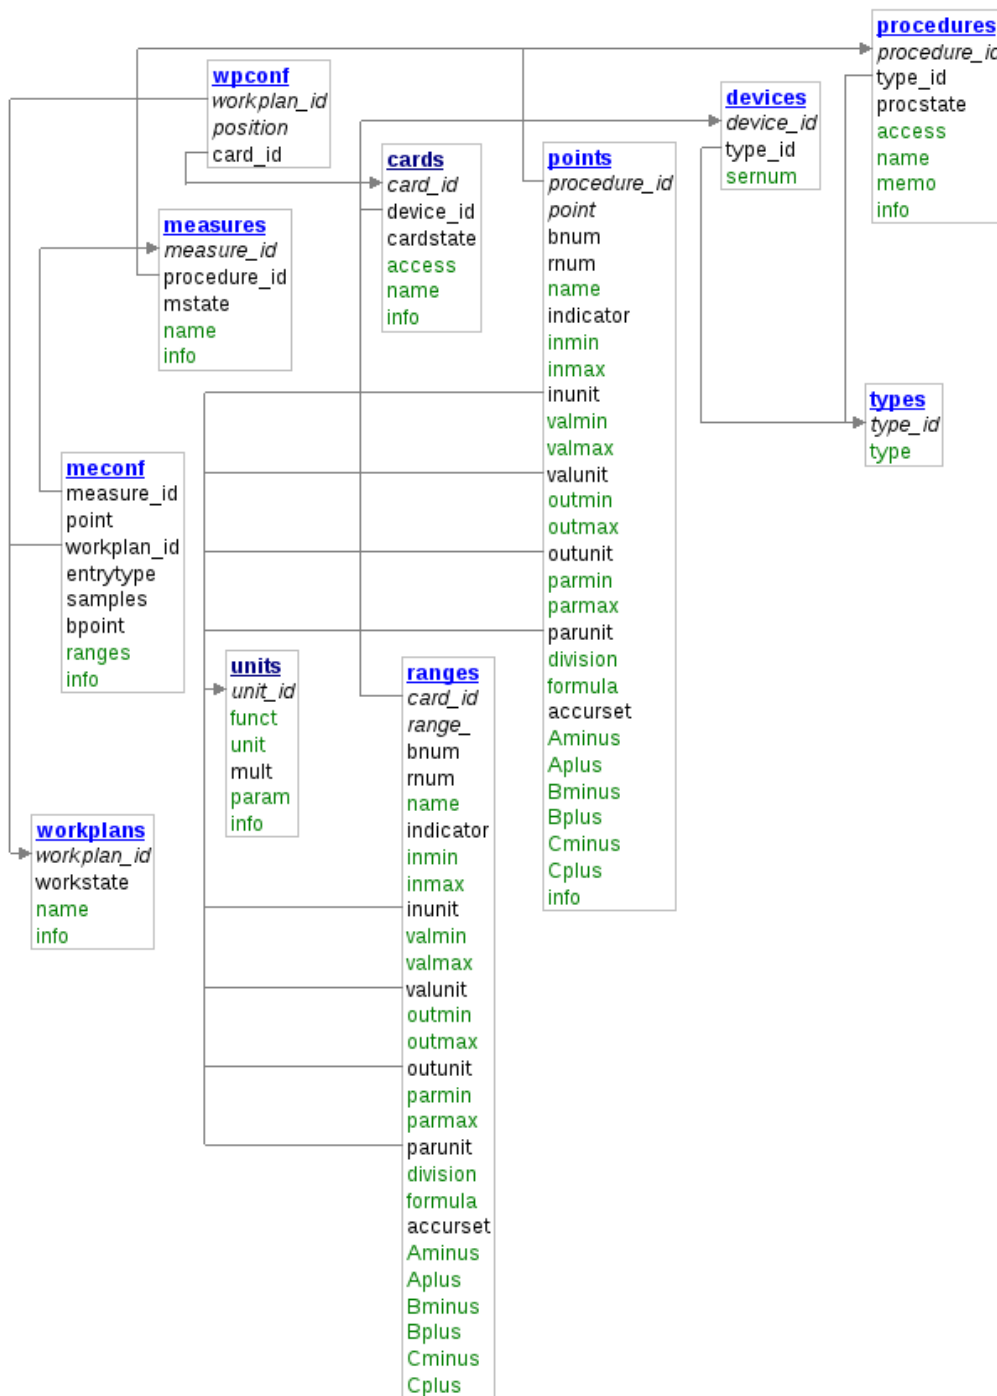 procedures
procedure_id
type_id
procstate
access
name
memo
info
wpconf
workplan_id
position
card_id
devices
device_id
type_id
sernum
cards
card_id
device_id
cardstate
access
name
info
points
procedure_id
point
bnum
rnum
name
indicator
inmin
inmax
inunit
valmin
valmax
valunit
outmin
outmax
outunit
parmin
parmax
parunit
division
formula
accurset
Aminus
Aplus
Bminus
Bplus
Cminus
Cplus
info
measures
measure_id
procedure_id
mstate
name
info
types
type_id
type
meconf
measure_id
point
workplan_id
entrytype
samples
bpoint
ranges
info
units
unit_id
funct
unit
mult
param
info
ranges
card_id
range_
bnum
rnum
name
indicator
inmin
inmax
inunit
valmin
valmax
valunit
outmin
outmax
outunit
parmin
parmax
parunit
division
formula
accurset
Aminus
Aplus
Bminus
Bplus
Cminus
Cplus
workplans
workplan_id
workstate
name
info